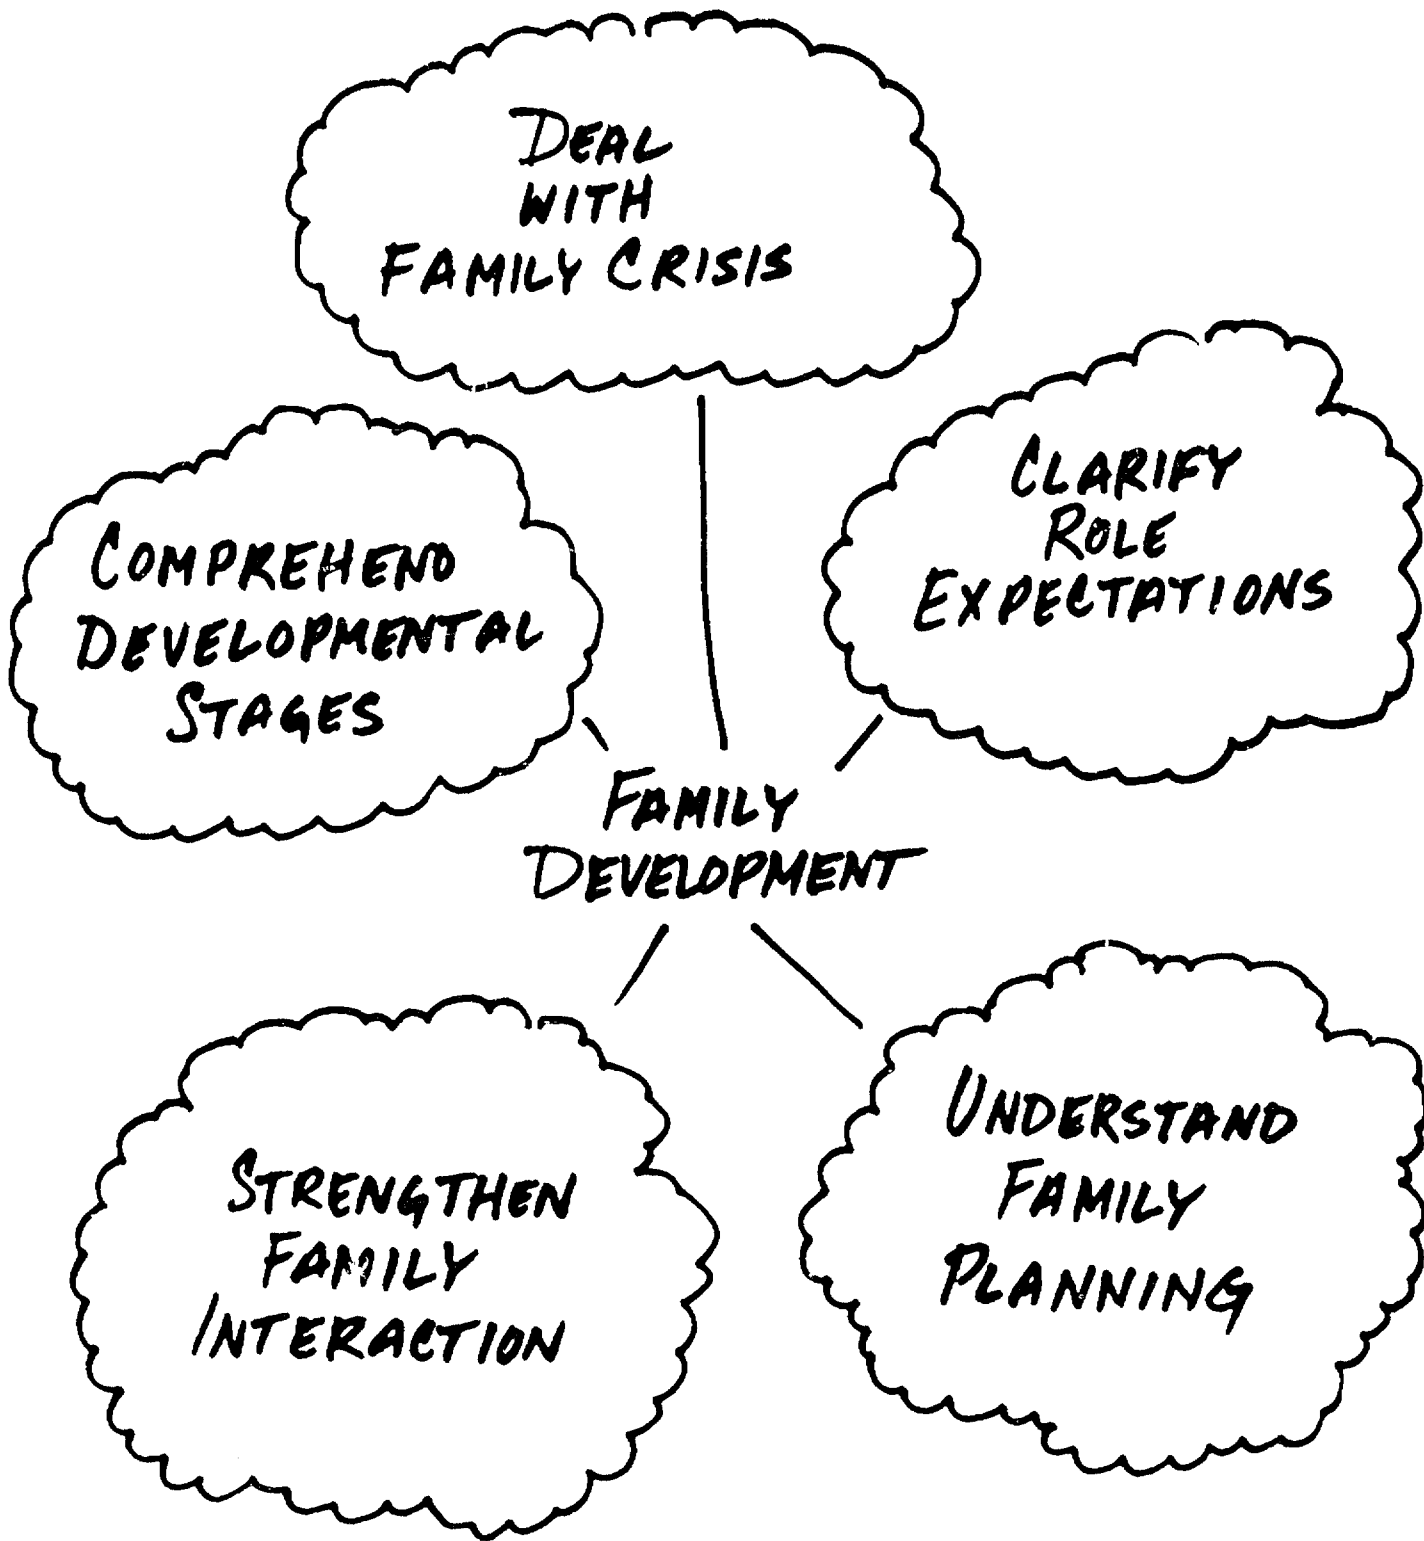 DEAL
WITH
FAMILY CRISIS
CLARIFY
ROLE
EXPECTATIONS
COMPREHEND
DEVELOPMENTAL
STAGES
FAMILY
DEVELOPMENT
STRENGTHEN
FAMILY
INTERACTION
UNDERSTAND
FAMILY
PLANNING